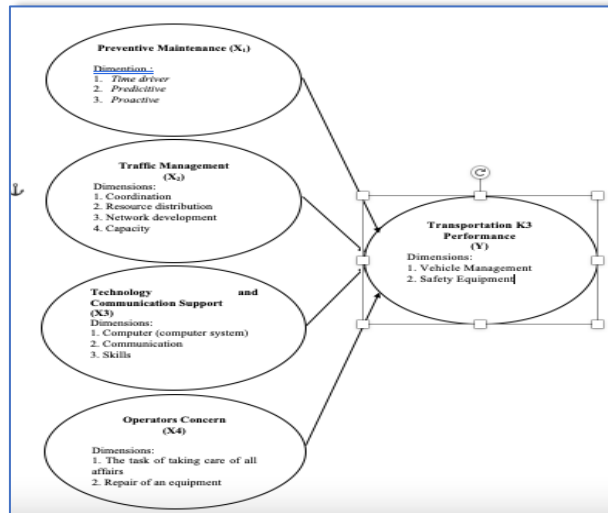 Preventive Maintenance (X₁)
Dimention :
1. Time driver
2. Predicitive
3. Proactive
Traffic Management
(X₂)
Dimensions:
1. Coordination
2. Resource distribution
3. Network development
4. Capacity
Technology and
Communication Support
(X3)
Dimensions:
1. Computer (computer system)
2. Communication
3. Skills
Operators Concern
(X4)
Dimensions:
1. The task of taking care of all
affairs
2. Repair of an equipment
Transportation K3
Performance
(Y)
Dimensions:
1. Vehicle Management
2. Safety Equipment